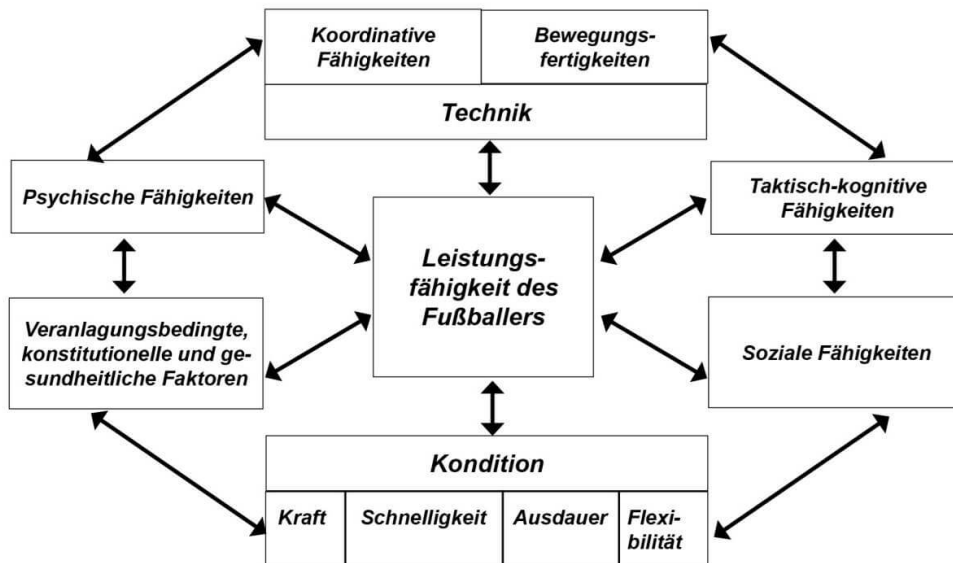 Koordinative
Fähigkeiten
Bewegungs-
fertigkeiten
Technik
Psychische Fähigkeiten
Taktisch-kognitive
Fähigkeiten
Leistungs-
fähigkeit des
Fußballers
Veranlagungsbedingte,
konstitutionelle und ge-
sundheitliche Faktoren
Soziale Fähigkeiten
Kondition
Kraft
Schnelligkeit
Ausdauer
Flexi-
bilität